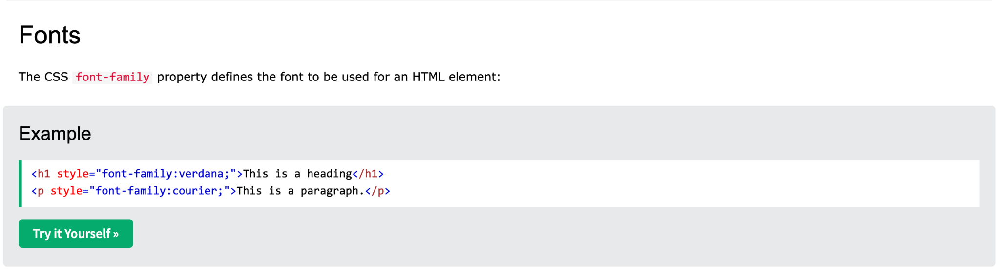 Fonts
The CSS font-family property defines the font to be used for an HTML element:
Example
<h1 style="font-family:verdana;">This is a heading</h1>
<p style="font-family:courier;">This is a paragraph.</p>
Try it Yourself »